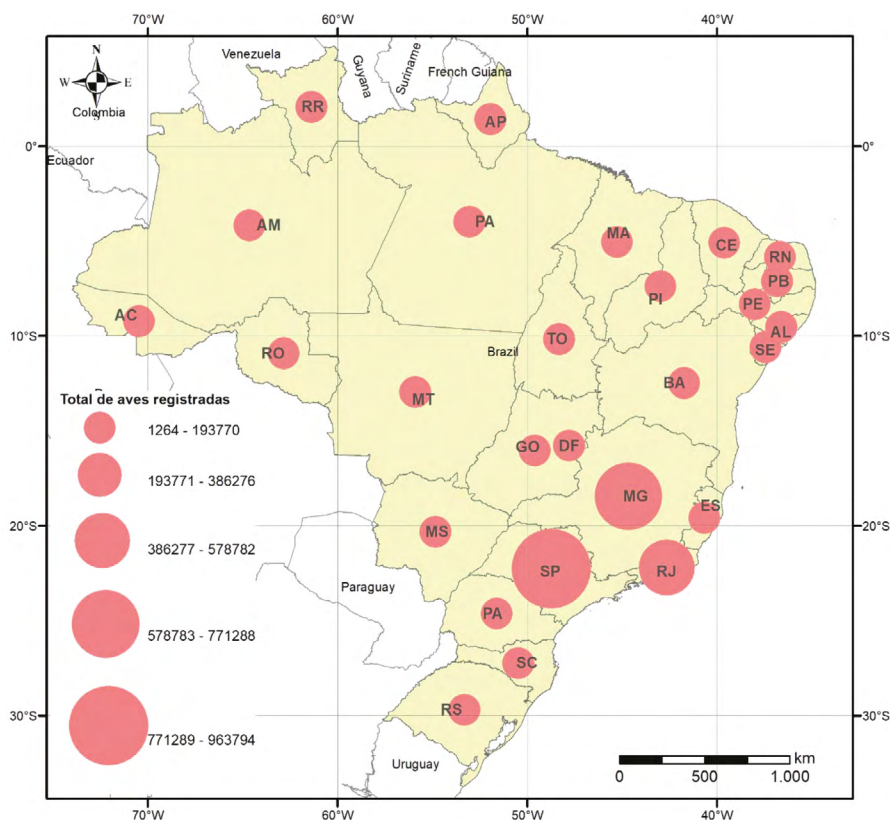 70°W 60°W 50°W 40°W
N
W E
S
Venezuela
Guyana
Suriname
French Guiana
Colombia
RR
AP
0° 0°
Ecuador
AM
PA
MA
CE
RN
PB
PI
PE
AC
AL
10°S 10°S
RO
TO
SE
Brazil
BA
MT
Total de aves registradas
1264 - 193770
GO
DF
193771 - 386276
MG
ES
20°S 20°S
MS
386277 - 578782
SP
RJ
Paraguay
PA
578783 - 771288
SC
RS
30°S 30°S
771289 - 963794
Uruguay
km
0 500 1.000
70°W 60°W 50°W 40°W